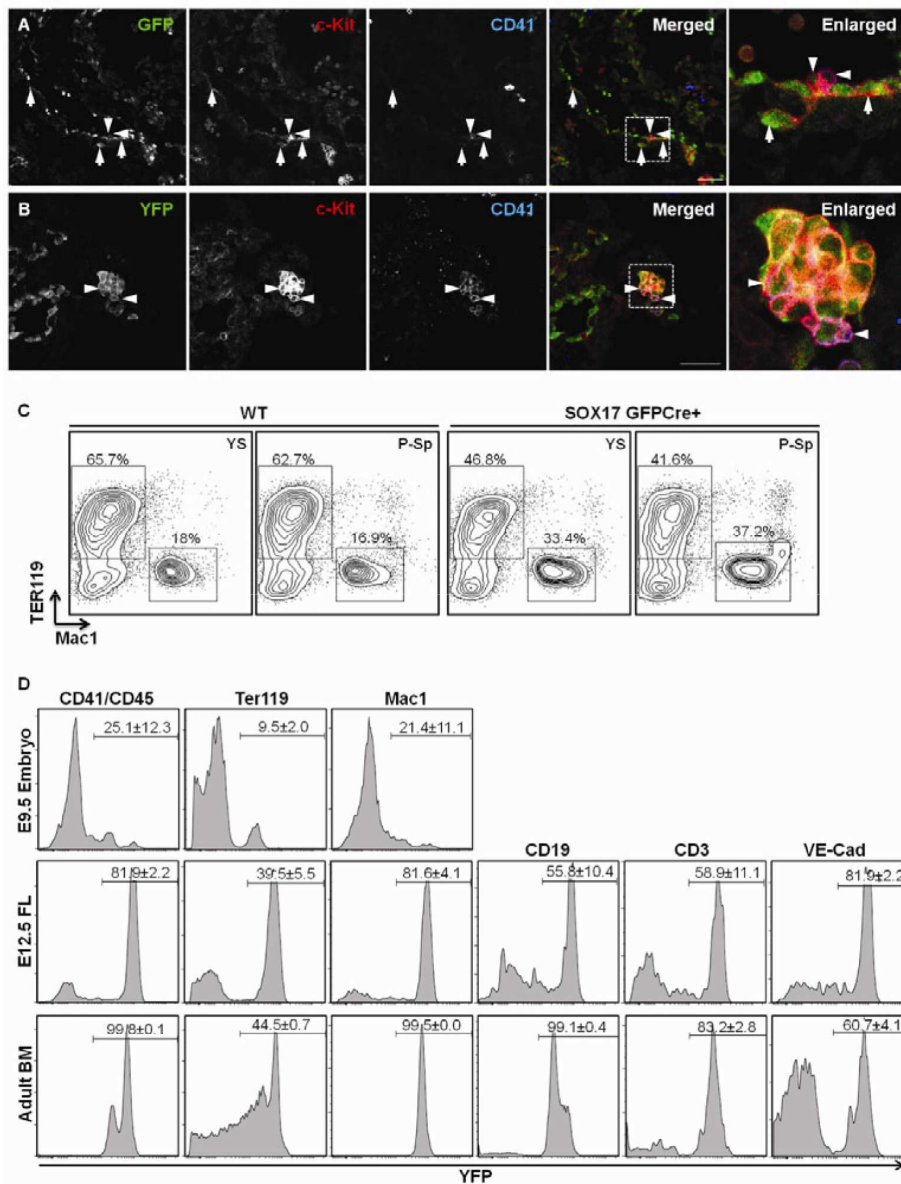 A GFP c-Kit CD41 Merged Enlarged
B YFP c-Kit CD41 Merged Enlarged
C WT SOX17 GFPCre+
YS P-Sp YS P-Sp
65.7% 62.7% 46.8% 41.6%
18% 16.9% 33.4% 37.2%
TER119
Mac1
D
CD41/CD45 Ter119 Mac1
E9.5 Embryo 25.1±12.3 9.5±2.0 21.4±11.1
CD19 CD3 VE-Cad
E12.5 FL 81.9±2.2 39.5±5.5 81.6±4.1 55.8±10.4 58.9±11.1 81.9±2.2
Adult BM 99.8±0.1 44.5±0.7 99.5±0.0 99.1±0.4 83.2±2.8 60.7±4.1
YFP